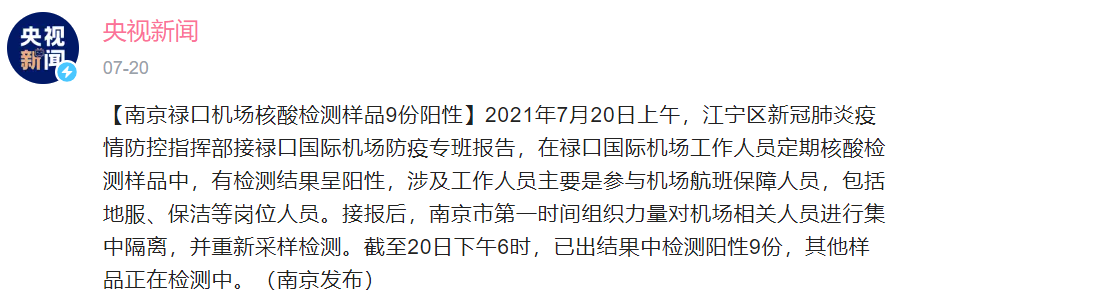 央视
新闻
央视新闻
07-20
【南京禄口机场核酸检测样品9份阳性】2021年7月20日上午，江宁区新冠肺炎疫
情防控指挥部接禄口国际机场防疫专班报告，在禄口国际机场工作人员定期核酸检
测样品中，有检测结果呈阳性，涉及工作人员主要是参与机场航班保障人员，包括
地服、保洁等岗位人员。接报后，南京市第一时间组织力量对机场相关人员进行集
中隔离，并重新采样检测。截至20日下午6时，已出结果中检测阳性9份，其他样
品正在检测中。（南京发布）